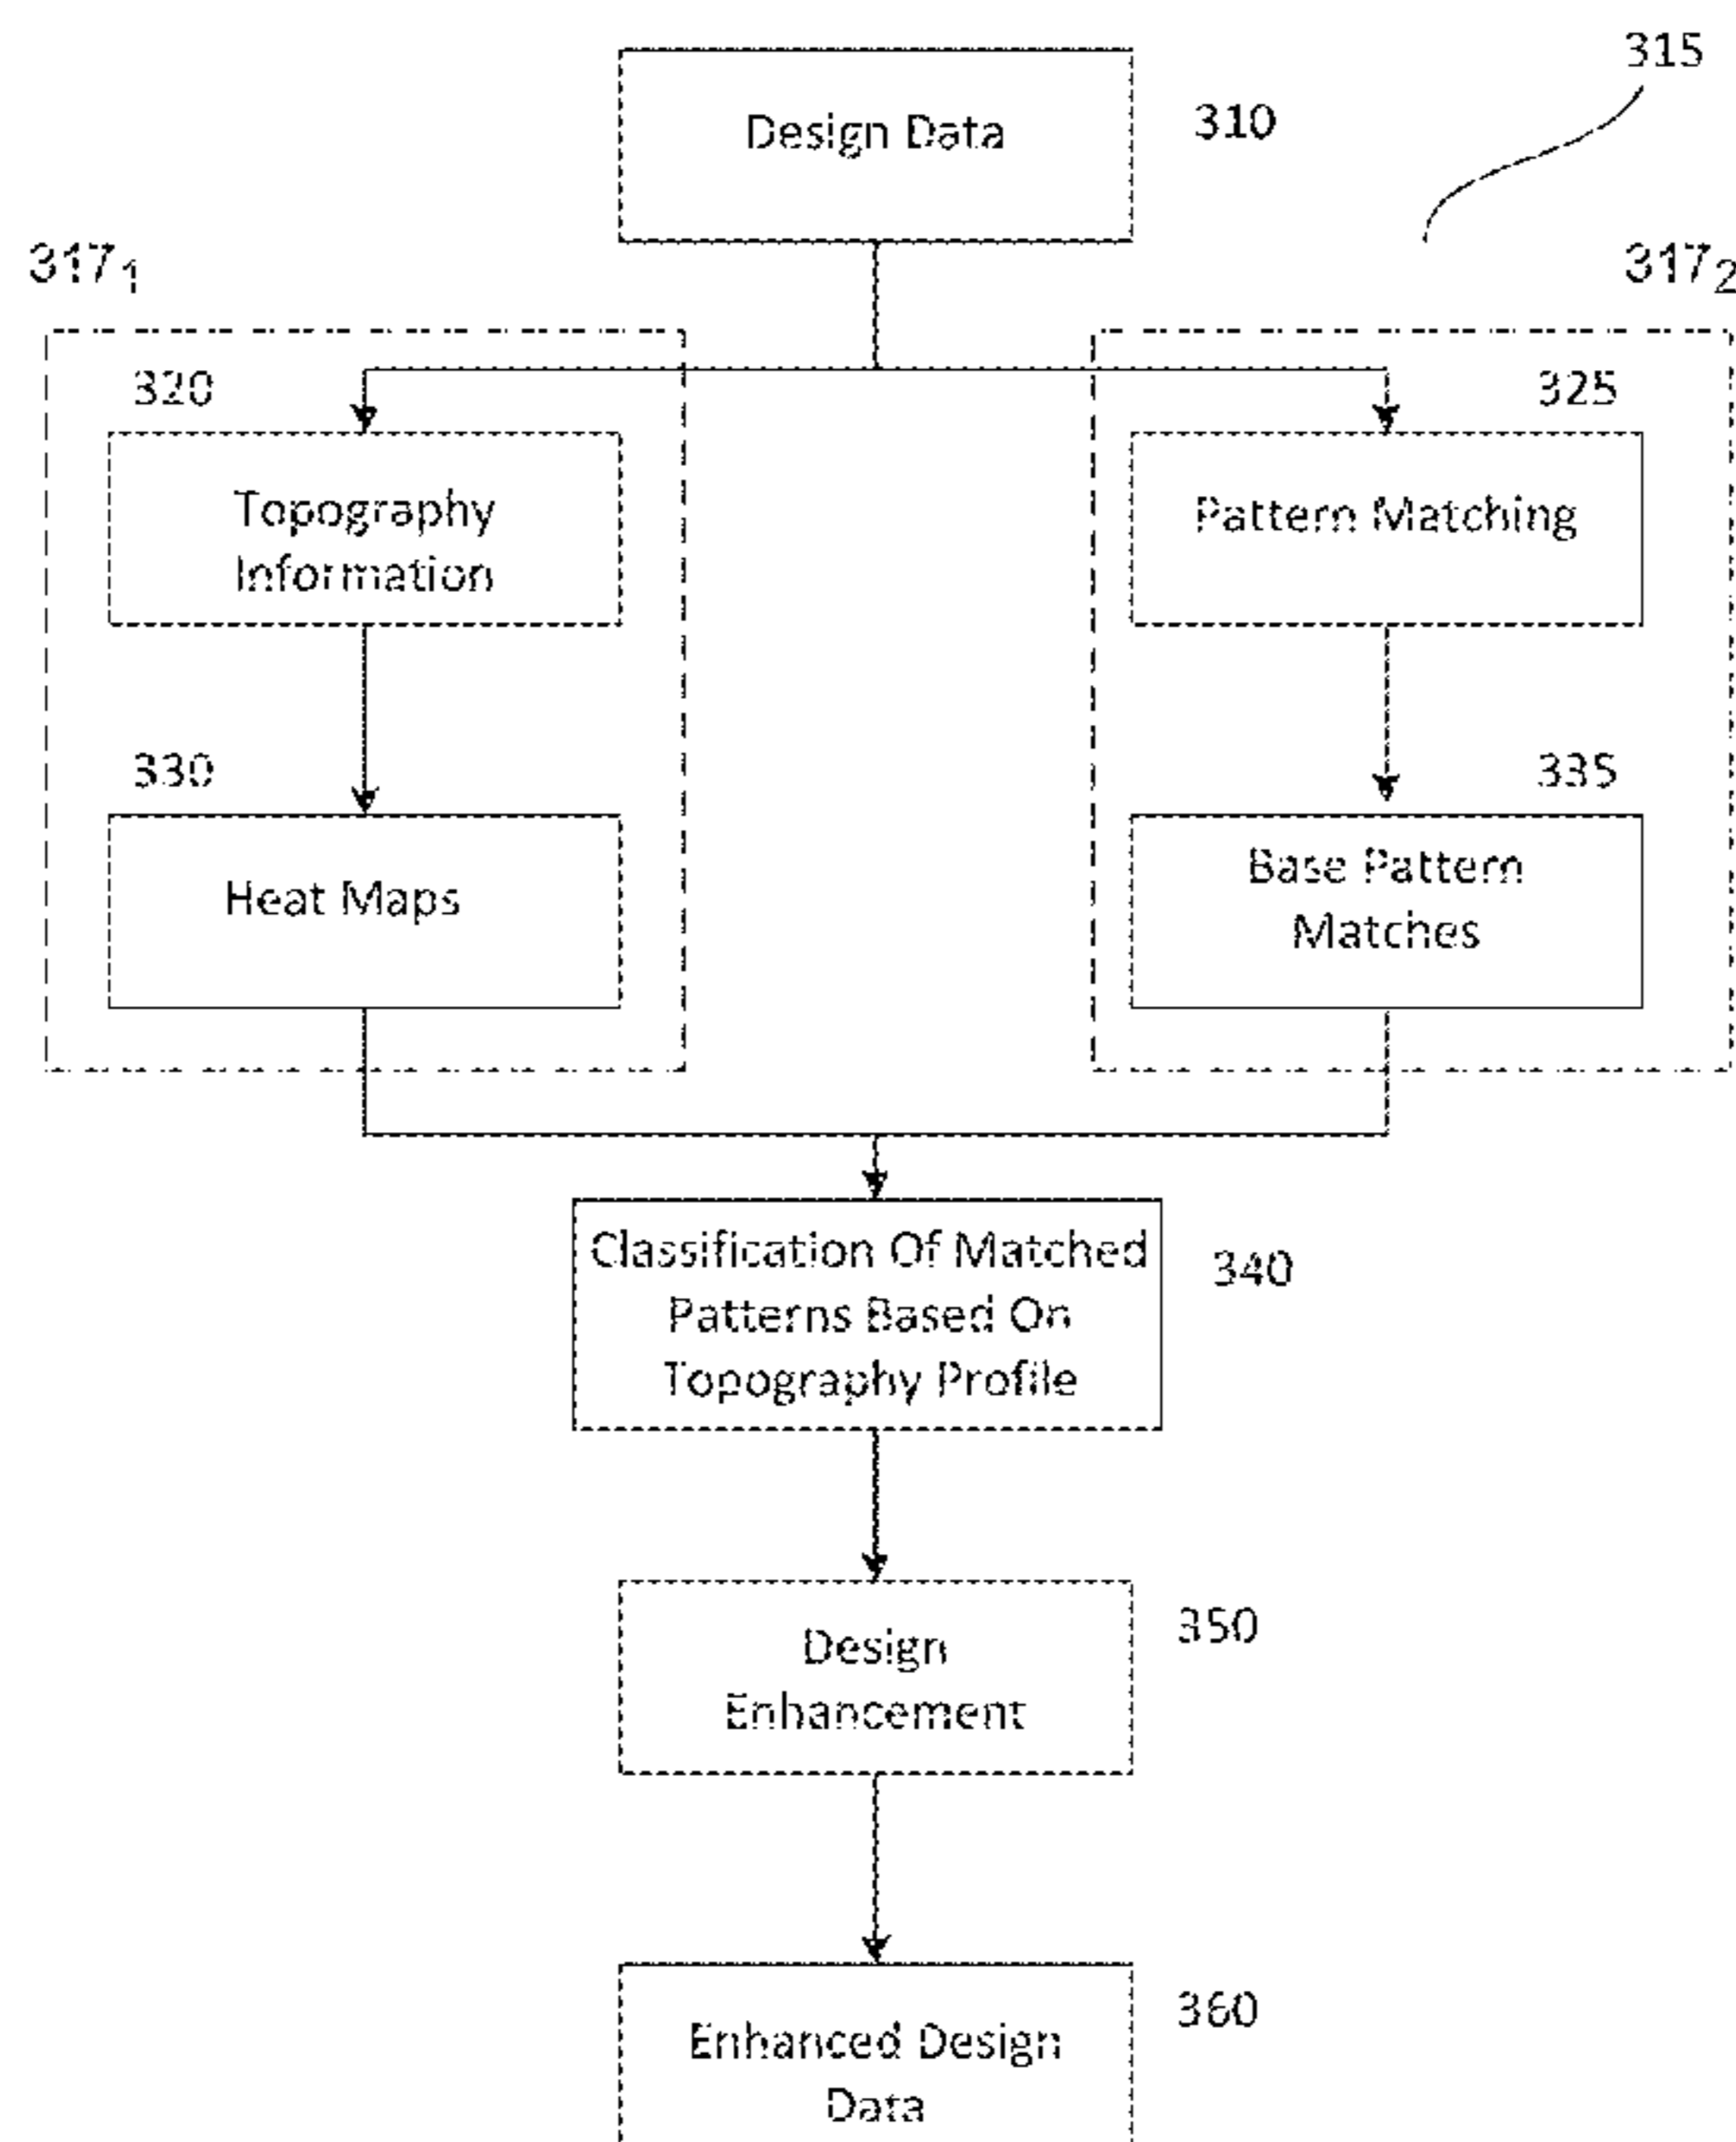 315
Design Data
310
317₁
317₂
320
325
Topography
Information
Pattern Matching
330
335
Heat Maps
Base Pattern
Matches
Classification Of Matched
Patterns Based On
Topography Profile
340
Design
Enhancement
350
Enhanced Design
Data
360